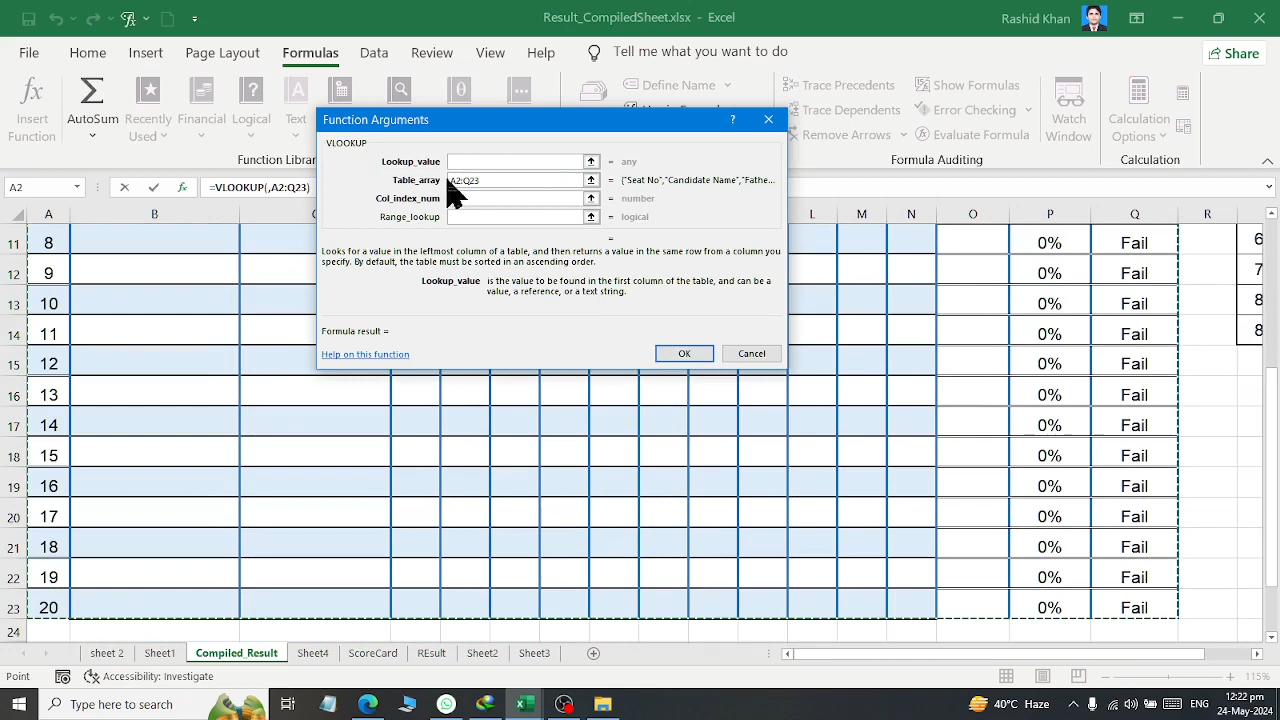 Result_CompiledSheet.xlsx - Excel
Rashid Khan
File Home Insert Page Layout Formulas Data Review View Help Tell me what you want to do Share
Define Name Trace Precedents Show Formulas
Trace Dependents Error Checking
Remove Arrows Evaluate Formula
Insert Function
AutoSum
Recently Used
Financial
Logical
Text
Watch Window
Calculation Options
Formula Auditing
Calculation
Function Arguments ?
VLOOKUP
Lookup_value = any
Table_array A2:Q23 = {"Seat No","Candidate Name","Fathe...
Col_index_num = number
Range_lookup = logical
=
Looks for a value in the leftmost column of a table, and then returns a value in the same row from a column you
specify. By default, the table must be sorted in an ascending order.
Lookup_value is the value to be found in the first column of the table, and can be a
value, a reference, or a text string.
Formula result =
Help on this function OK Cancel
A2 fx =VLOOKUP(,A2:Q23)
A B L M N O P Q R
11 8 0% Fail 6
12 9 0% Fail 7
13 10 0% Fail 8
14 11 0% Fail 8
15 12 0% Fail
16 13 0% Fail
17 14 0% Fail
18 15 0% Fail
19 16 0% Fail
20 17 0% Fail
21 18 0% Fail
22 19 0% Fail
23 20 0% Fail
24
sheet 2 Sheet1 Compiled_Result Sheet4 ScoreCard REsult Sheet2 Sheet3
Point Accessibility: Investigate 115%
Type here to search 40°C Haze 12:22 pm
24-May-2024